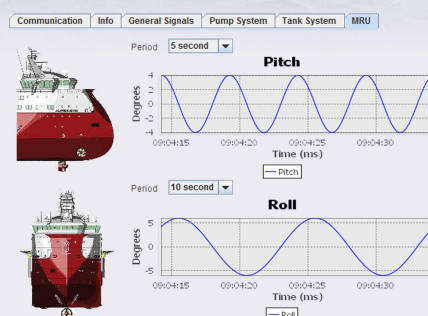 Communication Info General Signals Pump System Tank System MRU
Period 5 second
Pitch
Degrees
4
2
0
-2
-4
09:04:15 09:04:20 09:04:25 09:04:30
Time (ms)
Pitch
Period 10 second
Roll
Degrees
5
0
-5
09:04:15 09:04:20 09:04:25 09:04:30
Time (ms)
Roll